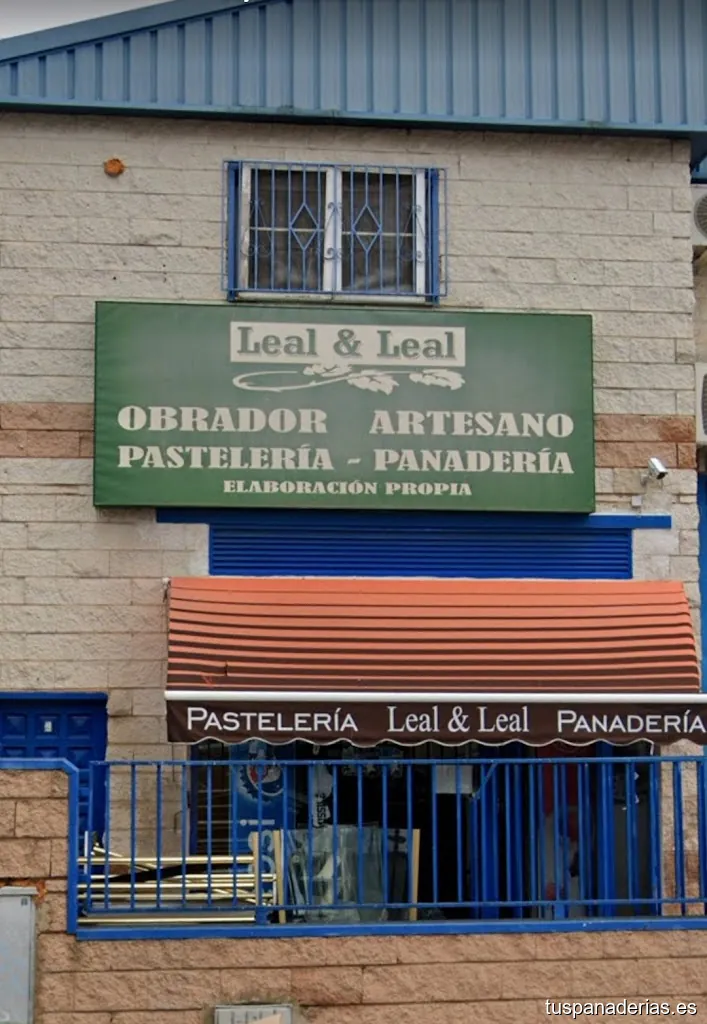 Leal & Leal
OBRADOR ARTESANO
PASTELERÍA - PANADERÍA
ELABORACIÓN PROPIA
PASTELERÍA Leal & Leal PANADERÍA
tuspanaderias.es